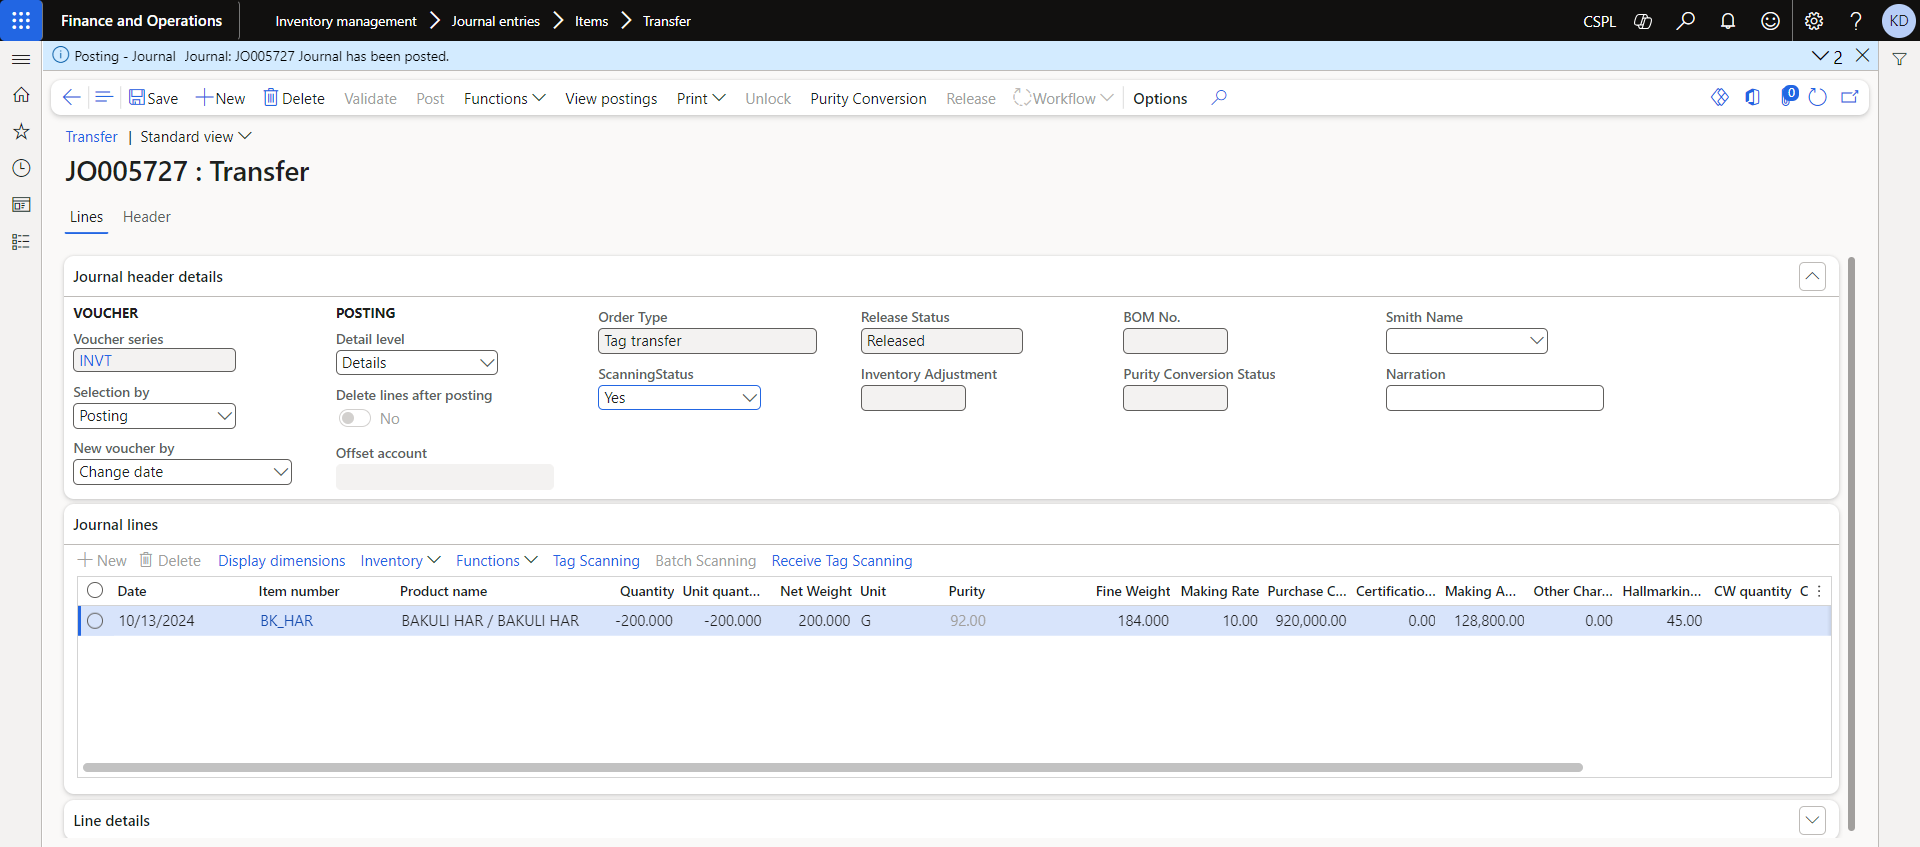 Finance and Operations Inventory management Journal entries Items Transfer CSPL KD
Posting - Journal Journal: JO005727 Journal has been posted. 2
Save New Delete Validate Post Functions View postings Print Unlock Purity Conversion Release Workflow Options 0
Transfer | Standard view
JO005727 : Transfer
Lines Header
Journal header details
VOUCHER
Voucher series
INVT
Selection by
Posting
New voucher by
Change date
POSTING
Detail level
Details
Delete lines after posting
No
Offset account
Order Type
Tag transfer
ScanningStatus
Yes
Release Status
Released
Inventory Adjustment
BOM No.
Purity Conversion Status
Smith Name
Narration
Journal lines
New Delete Display dimensions Inventory Functions Tag Scanning Batch Scanning Receive Tag Scanning
Date Item number Product name Quantity Unit quant... Net Weight Unit Purity Fine Weight Making Rate Purchase C... Certificatio... Making A... Other Char... Hallmarkin... CW quantity C
10/13/2024 BK_HAR BAKULI HAR / BAKULI HAR -200.000 -200.000 200.000 G 92.00 184.000 10.00 920,000.00 0.00 128,800.00 0.00 45.00
Line details